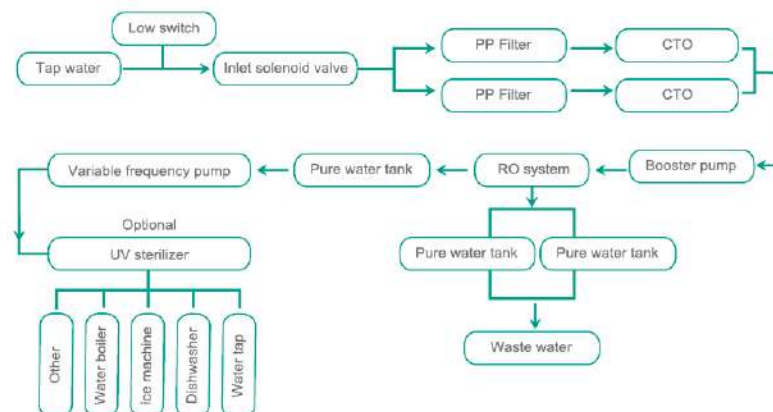 Low switch
Tap water
Inlet solenoid valve
PP Filter
CTO
PP Filter
CTO
Variable frequency pump
Pure water tank
RO system
Booster pump
Optional
UV sterilizer
Pure water tank
Pure water tank
Other
Water boiler
ice machine
Dishwasher
Water tap
Waste water